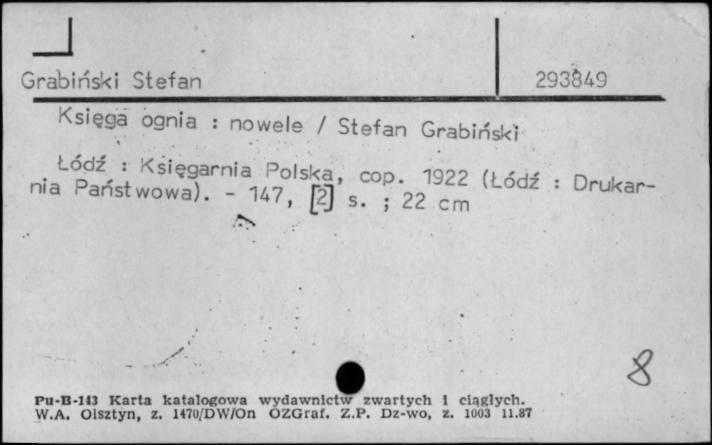 Grabiński Stefan 293849
Księga ognia : nowele / Stefan Grabiński
Łódź : Księgarnia Polska, cop. 1922 (Łódź : Drukar-
nia Państwowa). - 147, [2] s. ; 22 cm
8
Pu-B-143 Karta katalogowa wydawnictw zwartych i ciągłych.
W.A. Olsztyn, z. 1470/DW/On OZGraf. Z.P. Dz-wo, z. 1003 11.87